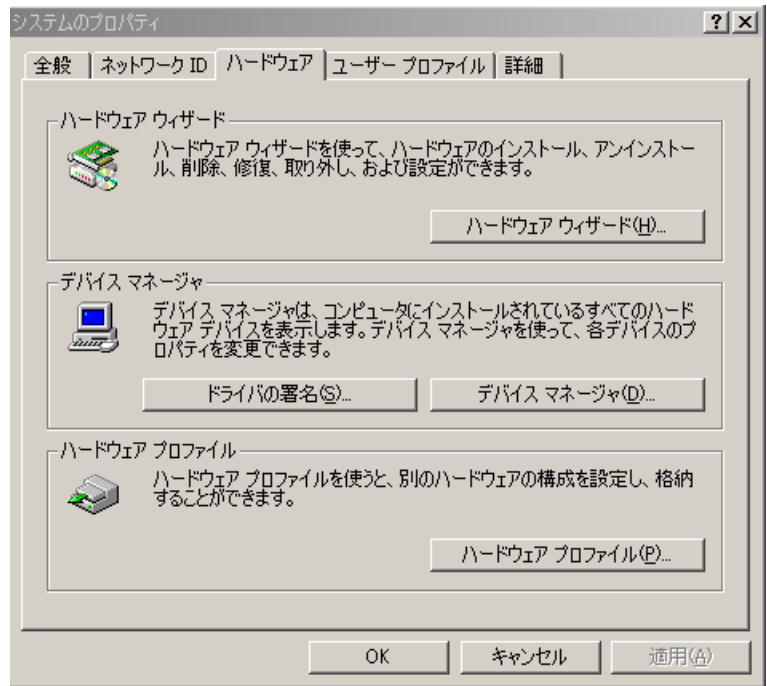 システムのプロパティ
全般
ネットワーク ID
ハードウェア
ユーザー プロファイル
詳細
ハードウェア ウィザード
ハードウェア ウィザードを使って、ハードウェアのインストール、アンインストー
ル、削除、修復、取り外し、および設定ができます。
ハードウェア ウィザード(H)...
デバイス マネージャ
デバイス マネージャは、コンピュータにインストールされているすべてのハード
ウェア デバイスを表示します。デバイス マネージャを使って、各デバイスのプ
ロパティを変更できます。
ドライバの署名(S)...
デバイス マネージャ(D)...
ハードウェア プロファイル
ハードウェア プロファイルを使うと、別のハードウェアの構成を設定し、格納
することができます。
ハードウェア プロファイル(P)...
OK
キャンセル
適用(A)